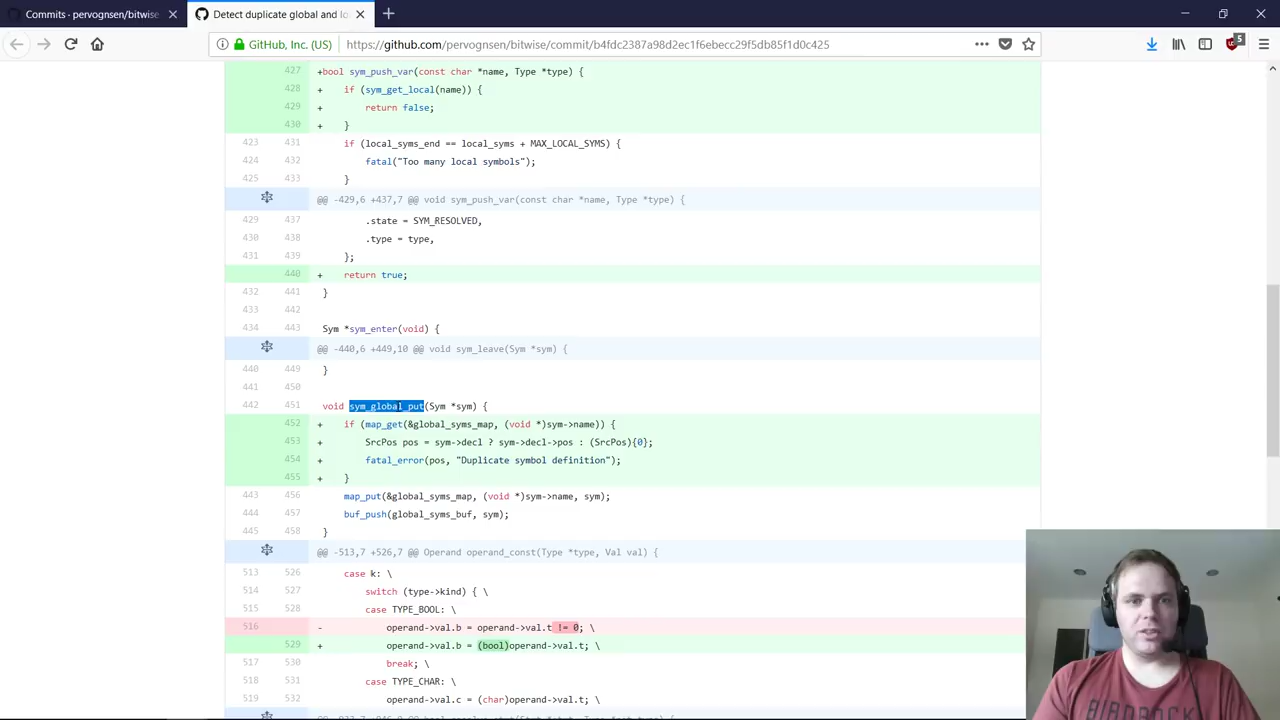 Commits - pervognsen/bitwise
Detect duplicate global and lo
GitHub, Inc. (US)
https://github.com/pervognsen/bitwise/commit/b4fdc2387a98d2ec1f6ebecc29f5db85f1d0c425
5
427 +bool sym_push_var(const char *name, Type *type) {
428 + if (sym_get_local(name)) {
429 + return false;
430 + }
423 431 if (local_syms_end == local_syms + MAX_LOCAL_SYMS) {
424 432 fatal("Too many local symbols");
425 433 }
@@ -429,6 +437,7 @@ void sym_push_var(const char *name, Type *type) {
429 437 .state = SYM_RESOLVED,
430 438 .type = type,
431 439 };
440 + return true;
432 441 }
433 442
434 443 Sym *sym_enter(void) {
@@ -440,6 +449,10 @@ void sym_leave(Sym *sym) {
440 449 }
441 450
442 451 void sym_global_put(Sym *sym) {
452 + if (map_get(&global_syms_map, (void *)sym->name)) {
453 + SrcPos pos = sym->decl ? sym->decl->pos : (SrcPos){0};
454 + fatal_error(pos, "Duplicate symbol definition");
455 + }
443 456 map_put(&global_syms_map, (void *)sym->name, sym);
444 457 buf_push(global_syms_buf, sym);
445 458 }
@@ -513,7 +526,7 @@ Operand operand_const(Type *type, Val val) {
513 526 case k: \
514 527 switch (type->kind) { \
515 528 case TYPE_BOOL: \
516 - operand->val.b = operand->val.t != 0; \
529 + operand->val.b = (bool)operand->val.t; \
517 530 break; \
518 531 case TYPE_CHAR: \
519 532 operand->val.c = (char)operand->val.t; \